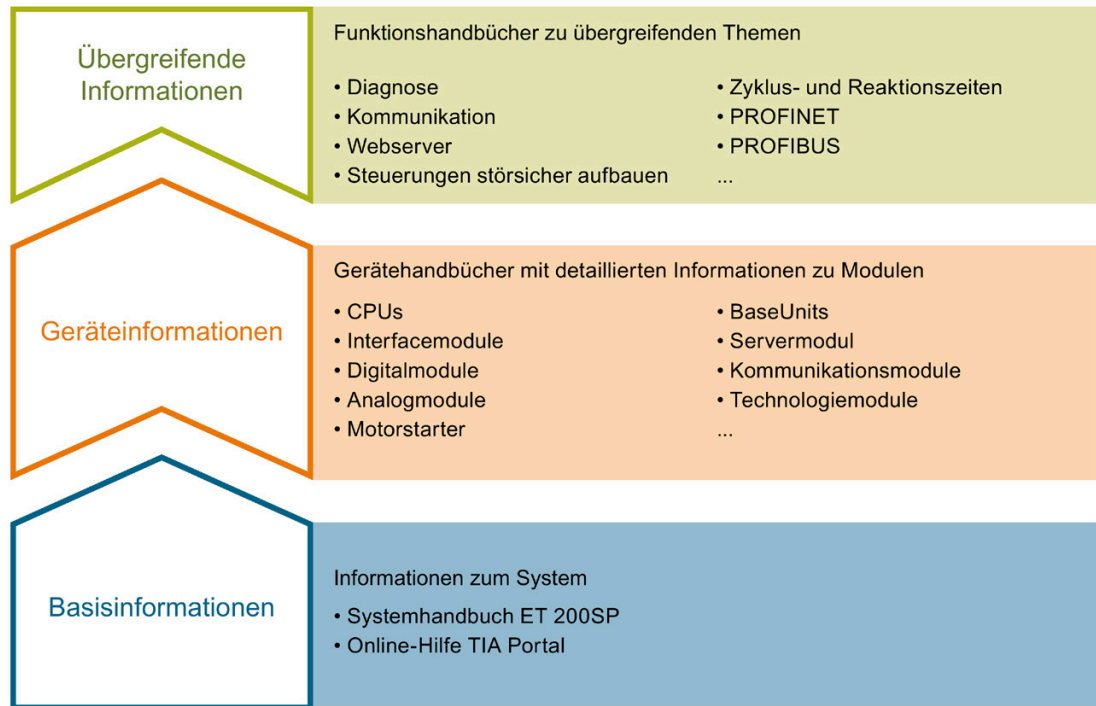 Übergreifende
Informationen
Funktionshandbücher zu übergreifenden Themen
• Diagnose
• Kommunikation
• Webserver
• Steuerungen störsicher aufbauen
• Zyklus- und Reaktionszeiten
• PROFINET
• PROFIBUS
...
Geräteinformationen
Gerätehandbücher mit detaillierten Informationen zu Modulen
• CPUs
• Interfacemodule
• Digitalmodule
• Analogmodule
• Motorstarter
• BaseUnits
• Servermodul
• Kommunikationsmodule
• Technologiemodule
...
Basisinformationen
Informationen zum System
• Systemhandbuch ET 200SP
• Online-Hilfe TIA Portal